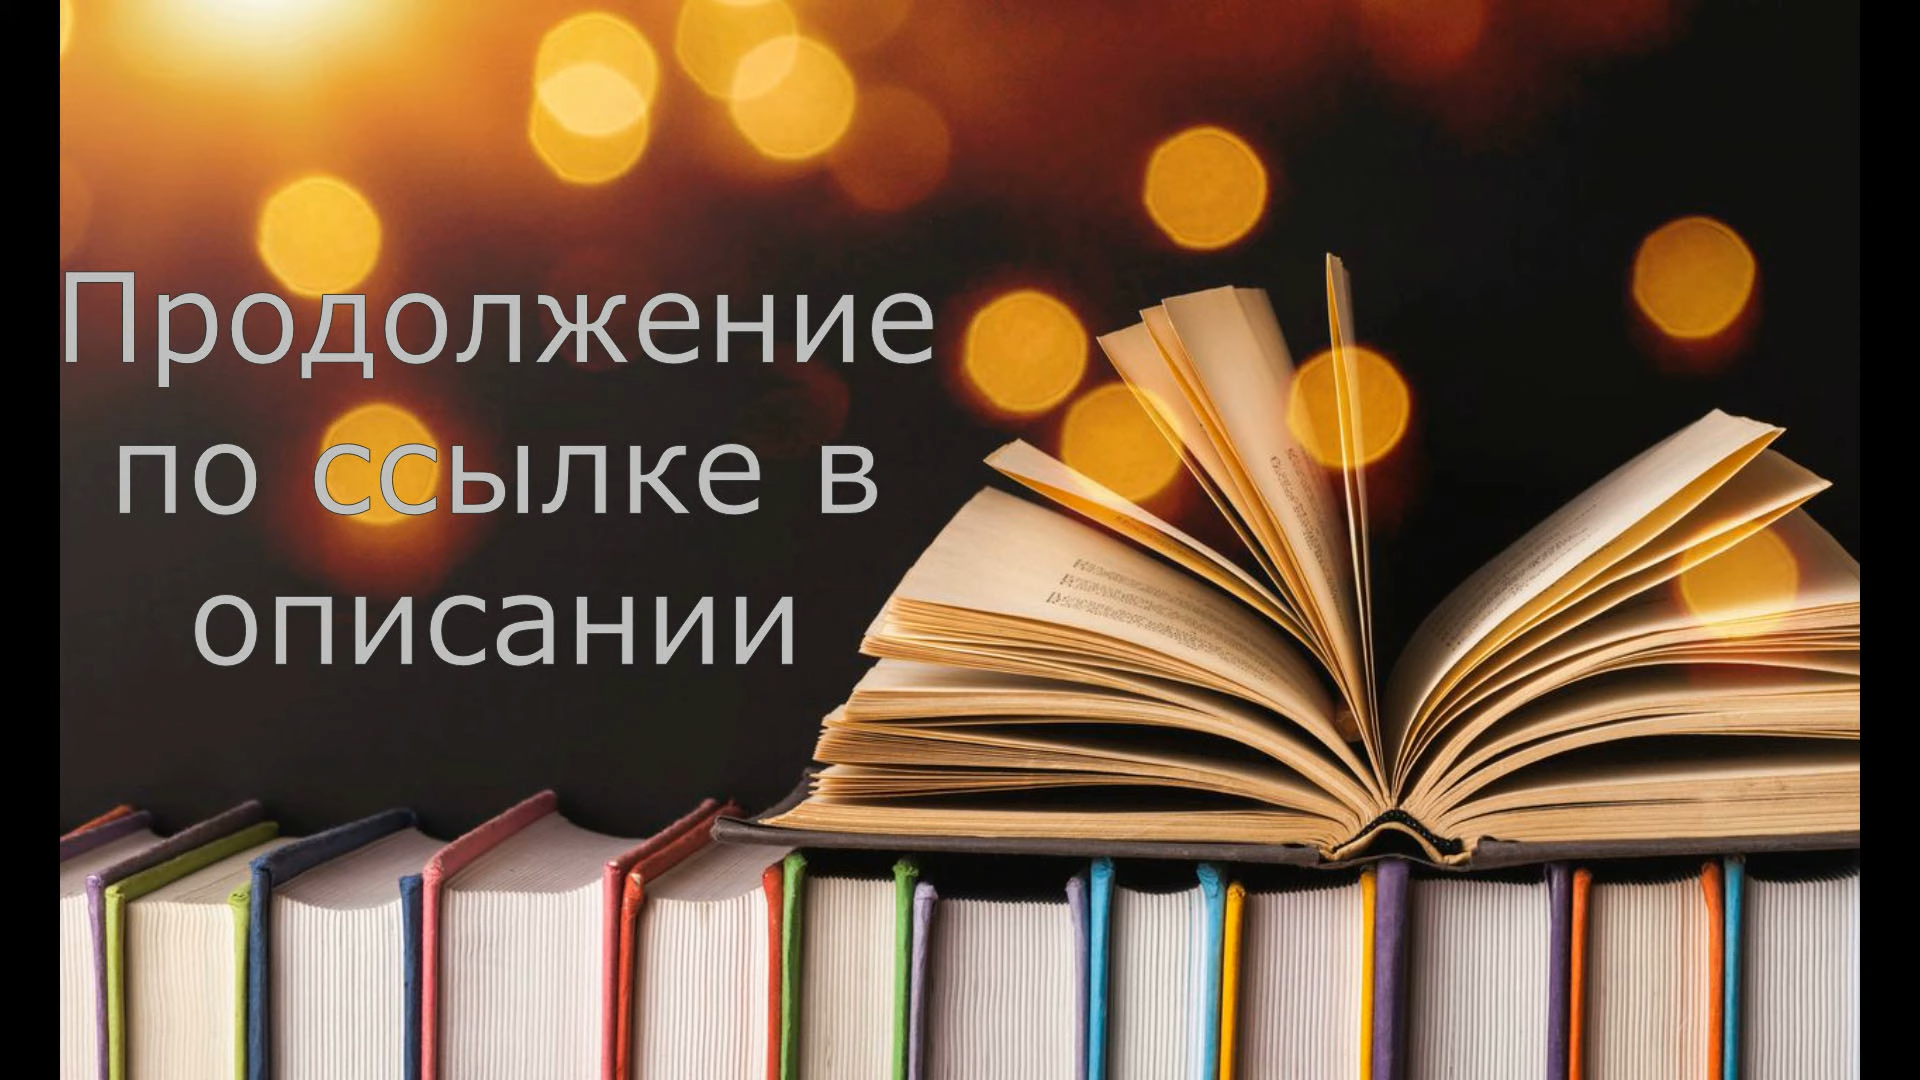 Продолжение
по ссылке в
описании